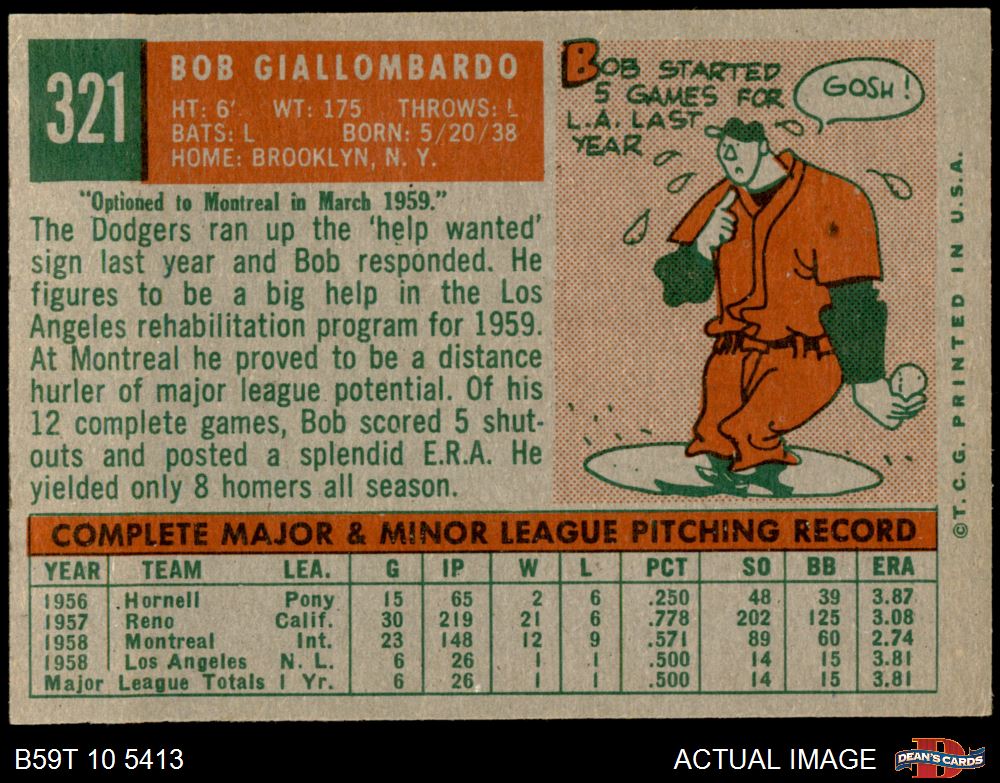 321
BOB GIALLOMBARDO
HT: 6' WT: 175 THROWS: L
BATS: L BORN: 5/20/38
HOME: BROOKLYN, N. Y.
"Optioned to Montreal in March 1959."
The Dodgers ran up the 'help wanted'
sign last year and Bob responded. He
figures to be a big help in the Los
Angeles rehabilitation program for 1959.
At Montreal he proved to be a distance
hurler of major league potential. Of his
12 complete games, Bob scored 5 shut-
outs and posted a splendid E.R.A. He
yielded only 8 homers all season.
BOB STARTED
5 GAMES FOR
L.A. LAST
YEAR
GOSH!
©T. C. G. PRINTED IN U.S.A.
COMPLETE MAJOR & MINOR LEAGUE PITCHING RECORD
YEAR TEAM LEA. G IP W L PCT SO BB ERA
1956 Hornell Pony 15 65 2 6 .250 48 39 3.87
1957 Reno Calif. 30 219 21 6 .778 202 125 3.08
1958 Montreal Int. 23 148 12 9 .571 89 60 2.74
1958 Los Angeles N. L. 6 26 1 1 .500 14 15 3.81
Major League Totals 1 Yr. 6 26 1 1 .500 14 15 3.81
B59T 10 5413
ACTUAL IMAGE
DEAN'S CARDS